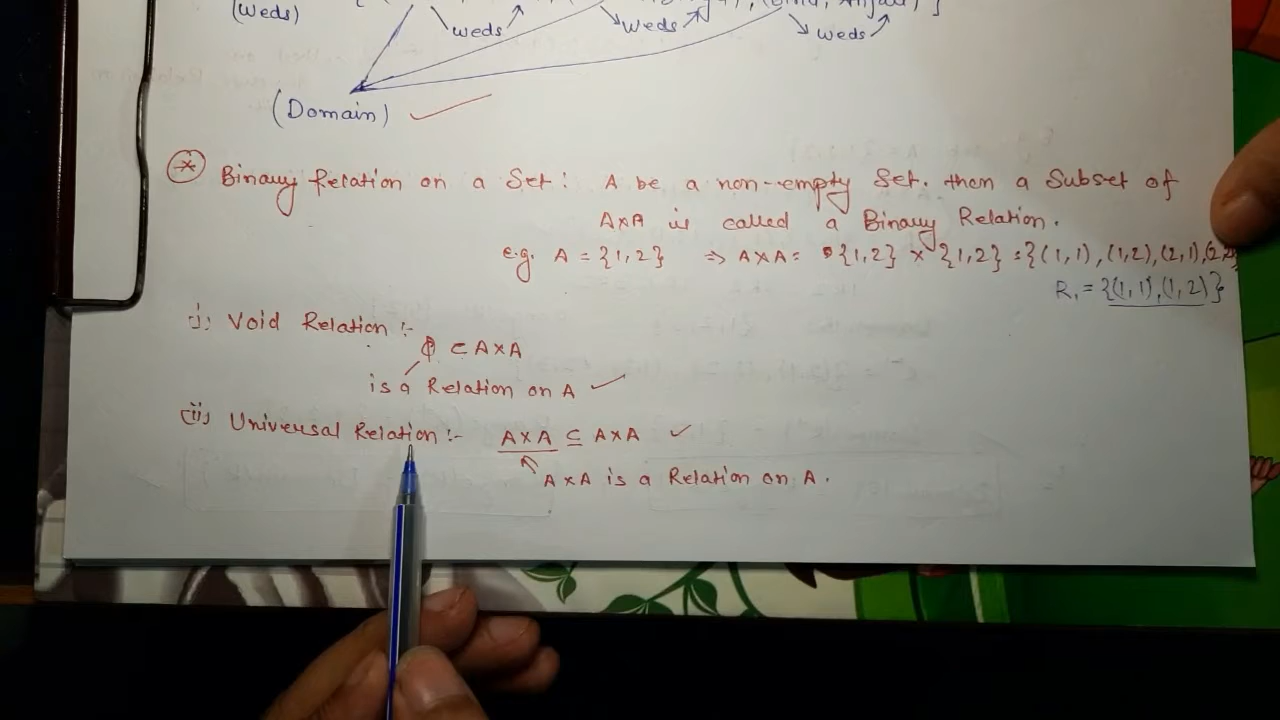 (Weds)
Weds Weds Weds
(Domain)
Binary Relation on a Set: A be a non-empty Set. then a Subset of
A×A is called a Binary Relation.
e.g. A = {1,2} ⇒ A×A = {1,2} × {1,2} = {(1,1), (1,2), (2,1), (2,2)
R₁ = {(1,1), (1,2)}
(i) Void Relation :-
ϕ ⊂ A×A
is a Relation on A
(ii) Universal Relation :- A×A ⊆ A×A
A×A is a Relation on A.